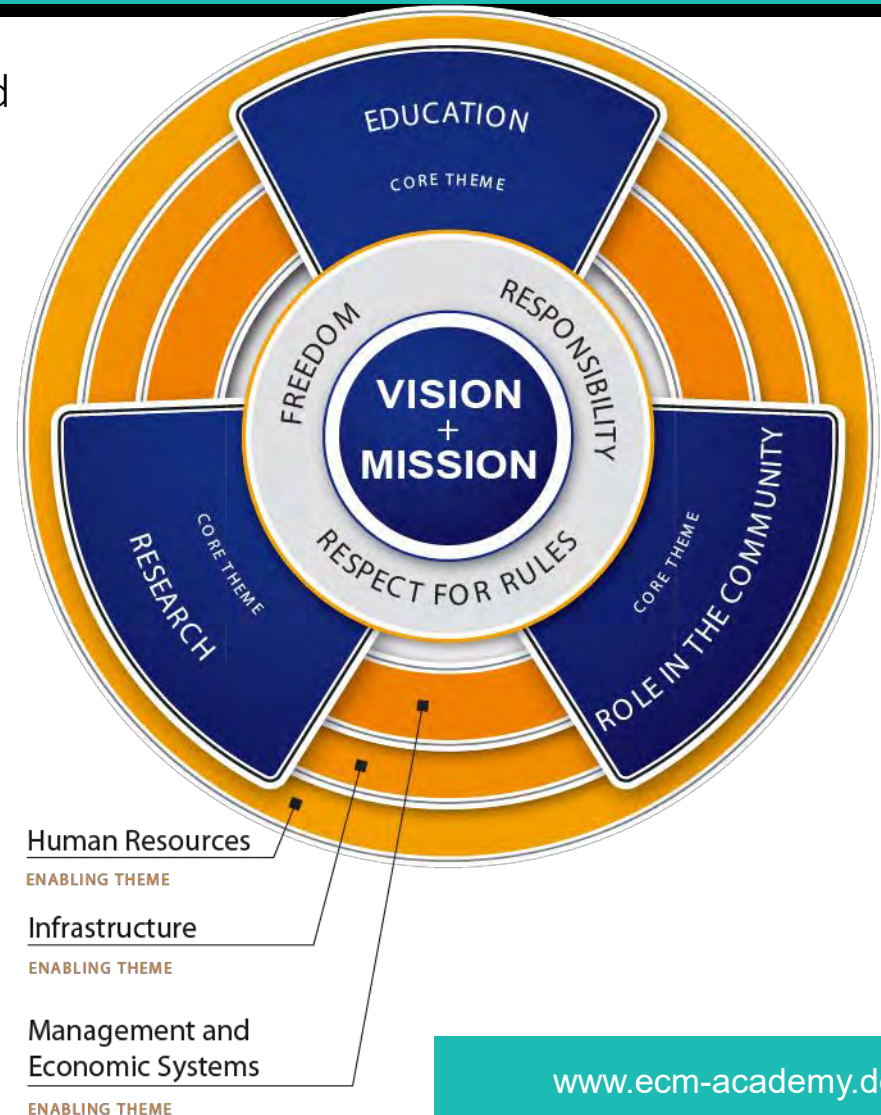 EDUCATION
CORE THEME
FREEDOM
RESPONSIBILITY
RESPECT FOR RULES
VISION
+
MISSION
RESEARCH
CORE THEME
CORE THEME
ROLE IN THE COMMUNITY
Human Resources
ENABLING THEME
Infrastructure
ENABLING THEME
Management and
Economic Systems
ENABLING THEME
www.ecm-academy.de